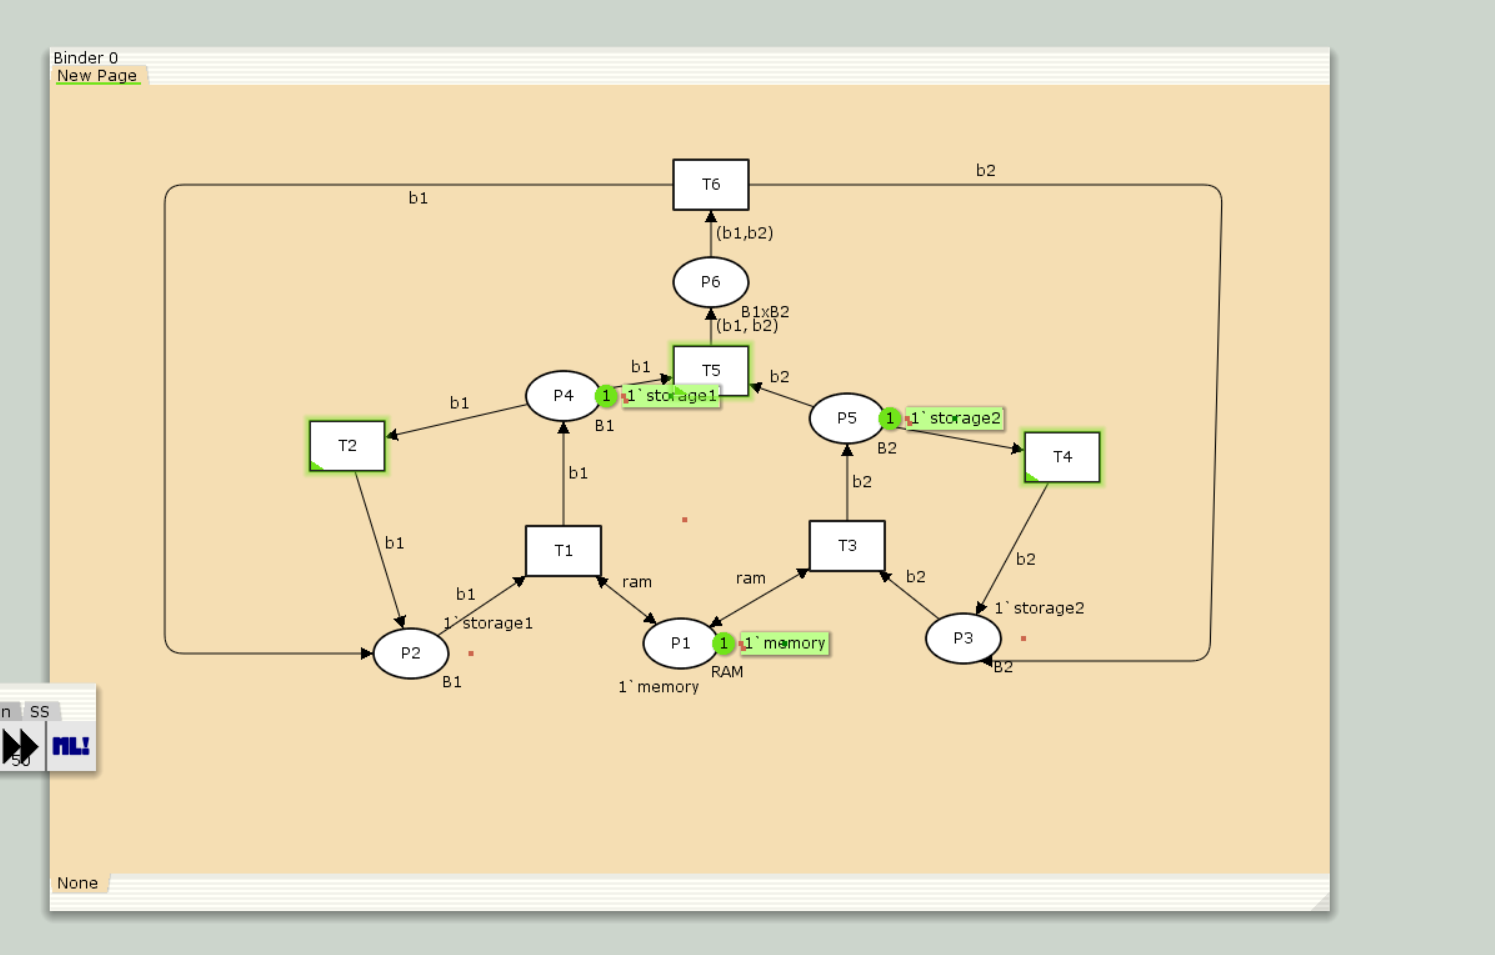 Binder 0
New Page
T6
b2
b1
(b1,b2)
P6
B1xB2
(b1, b2)
b1
T5
b2
P4
1
1`storage1
b1
P5
1
1`storage2
B1
T2
B2
T4
b1
b2
b1
T1
T3
b2
ram
ram
b2
b1
1`storage1
1`storage2
P2
P1
1
1`memory
P3
B1
RAM
B2
1`memory
n
SS
50
ML!
None